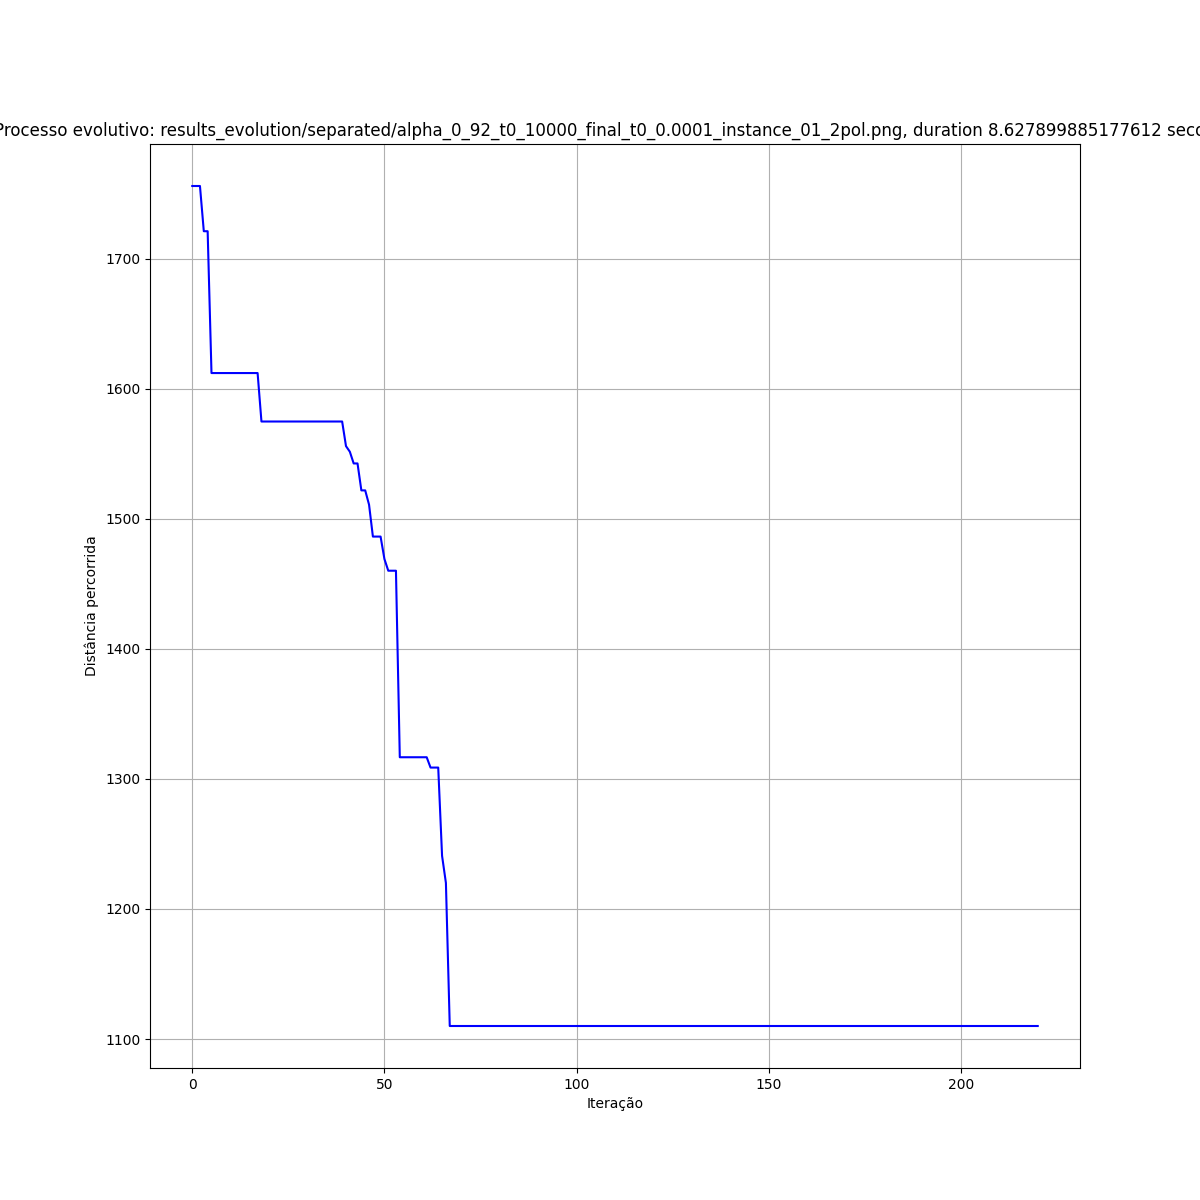 Processo evolutivo: results_evolution/separated/alpha_0_92_t0_10000_final_t0_0.0001_instance_01_2pol.png, duration 8.627899885177612
1700
1600
1500
1400
1300
1200
1100
Distância percorrida
0 50 100 150 200
Iteração